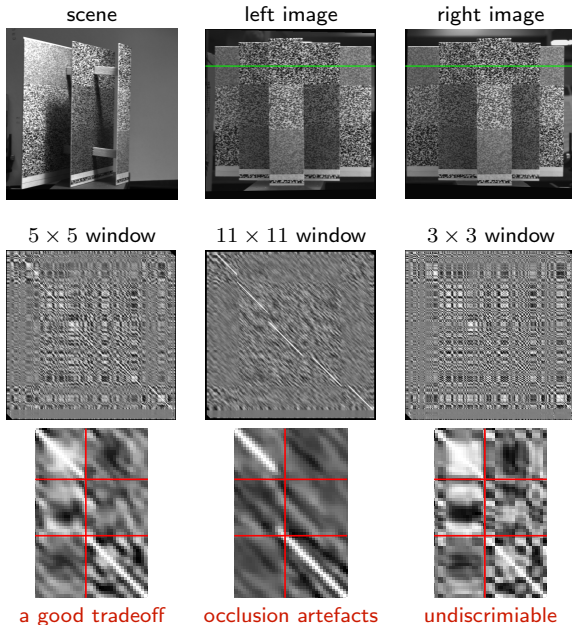 scene left image right image
5 × 5 window 11 × 11 window 3 × 3 window
a good tradeoff occlusion artefacts undiscrimiable